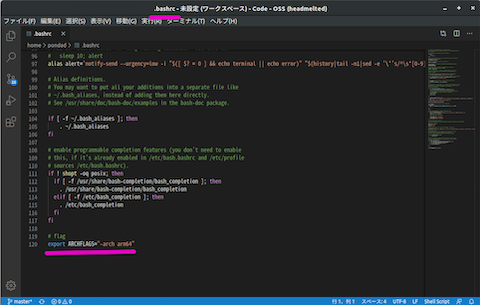 .bashrc - 未設定 (ワークスペース) - Code - OSS (headmelted)
ファイル(F) 編集(E) 選択(S) 表示(V) 移動(G) 実行(R) ターミナル(T) ヘルプ(H)
.bashrc
home > pondad > .bashrc
96 # sleep 10; alert
97 alias alert='notify-send --urgency=low -i "$([ $? = 0 ] && echo terminal || echo error)" "$(history|tail -n1|sed -e '\''s/^\s*[0-9]
98
99 # Alias definitions.
100 # You may want to put all your additions into a separate file like
101 # ~/.bash_aliases, instead of adding them here directly.
102 # See /usr/share/doc/bash-doc/examples in the bash-doc package.
103
104 if [ -f ~/.bash_aliases ]; then
105 . ~/.bash_aliases
106 fi
107
108 # enable programmable completion features (you don't need to enable
109 # this, if it's already enabled in /etc/bash.bashrc and /etc/profile
110 # sources /etc/bash.bashrc).
111 if ! shopt -oq posix; then
112 if [ -f /usr/share/bash-completion/bash_completion ]; then
113 . /usr/share/bash-completion/bash_completion
114 elif [ -f /etc/bash_completion ]; then
115 . /etc/bash_completion
116 fi
117 fi
118
119 # flag
120 export ARCHFLAGS="-arch arm64"
master* 0 0 行 1、列 1 スペース: 4 UTF-8 LF Shell Script